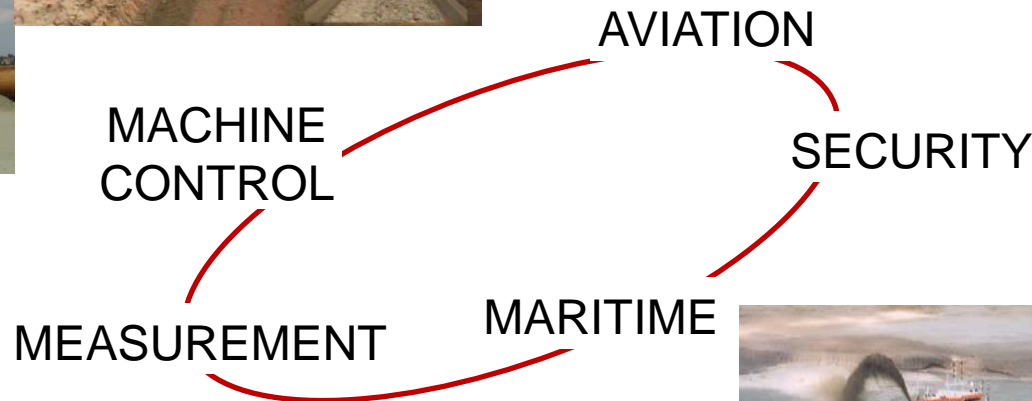 AVIATION
MACHINE
CONTROL
SECURITY
MARITIME
MEASUREMENT